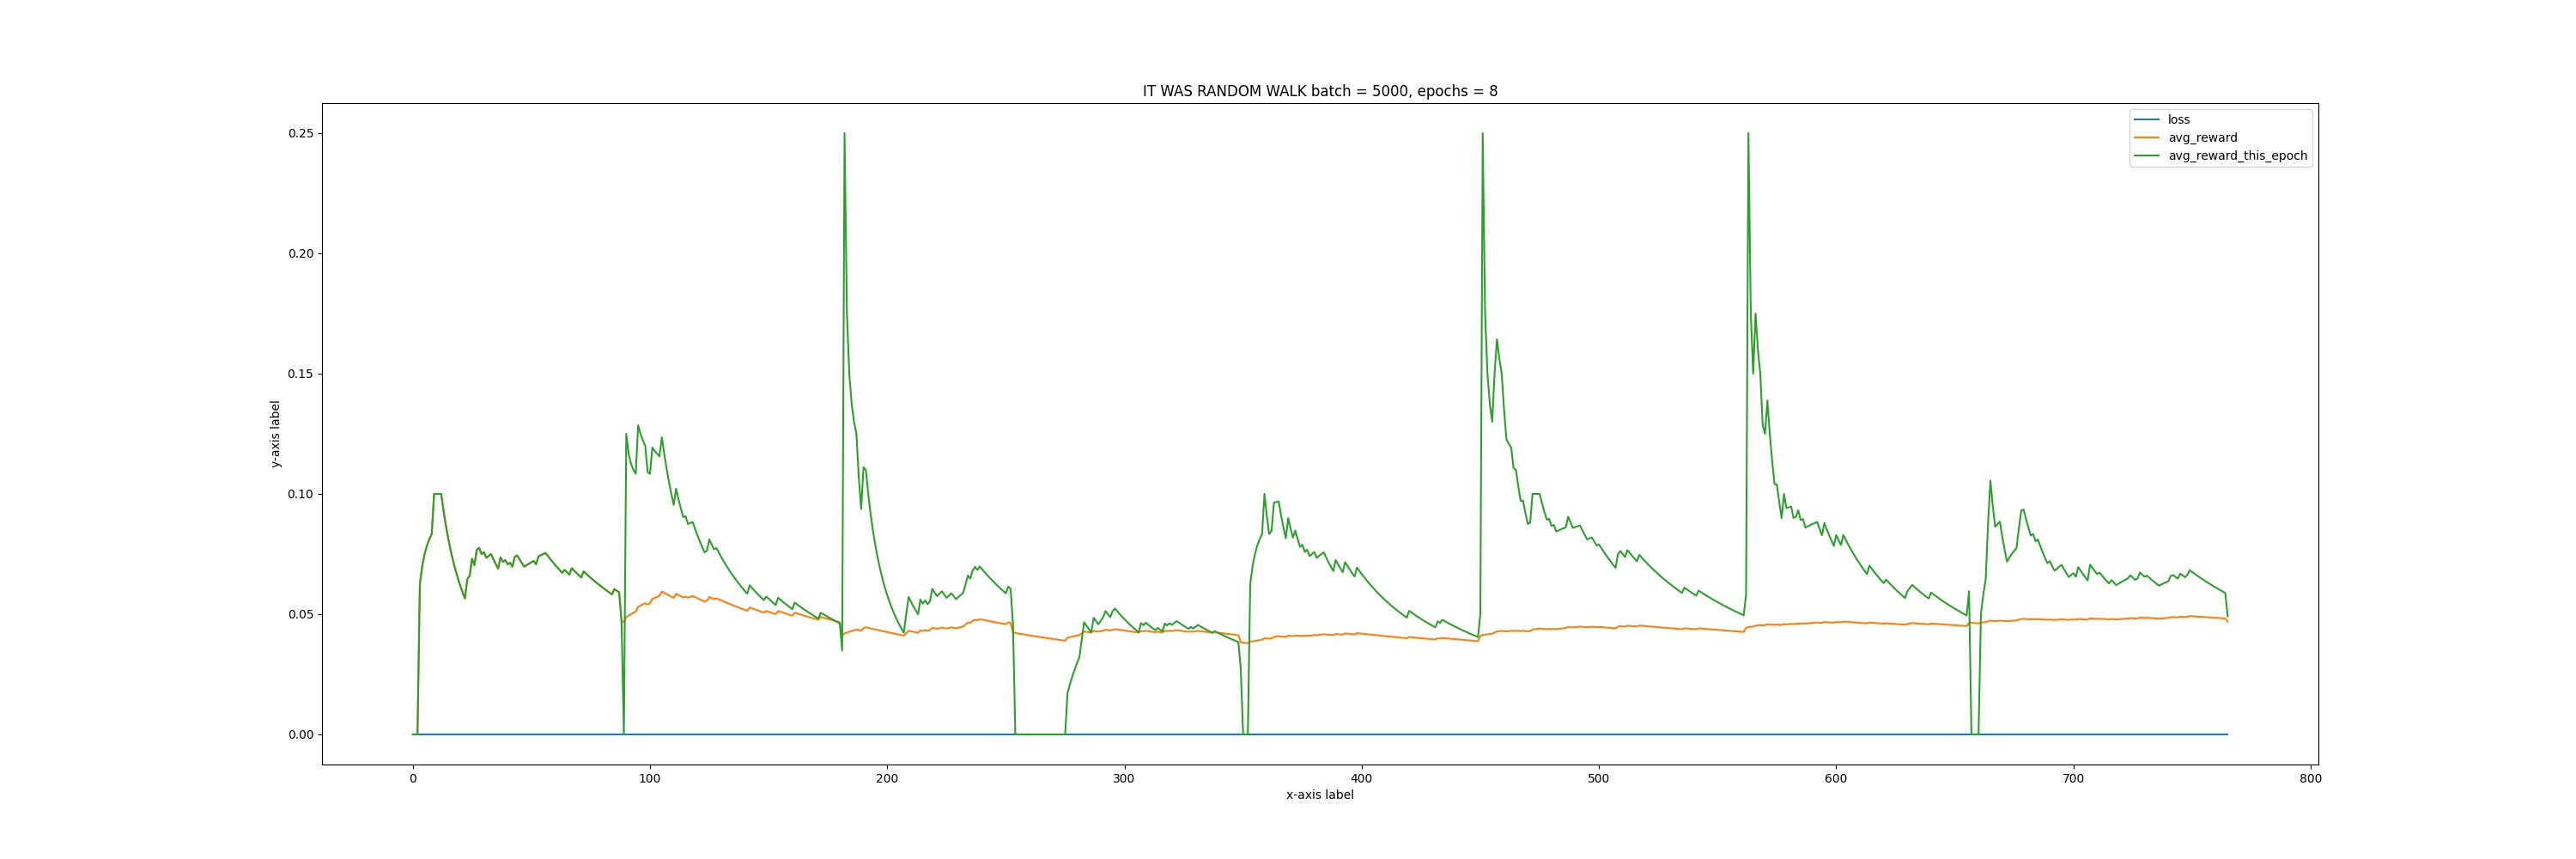 IT WAS RANDOM WALK batch = 5000, epochs = 8
loss
avg_reward
avg_reward_this_epoch
y-axis label
0.25
0.20
0.15
0.10
0.05
0.00
0 100 200 300 400 500 600 700 800
x-axis label